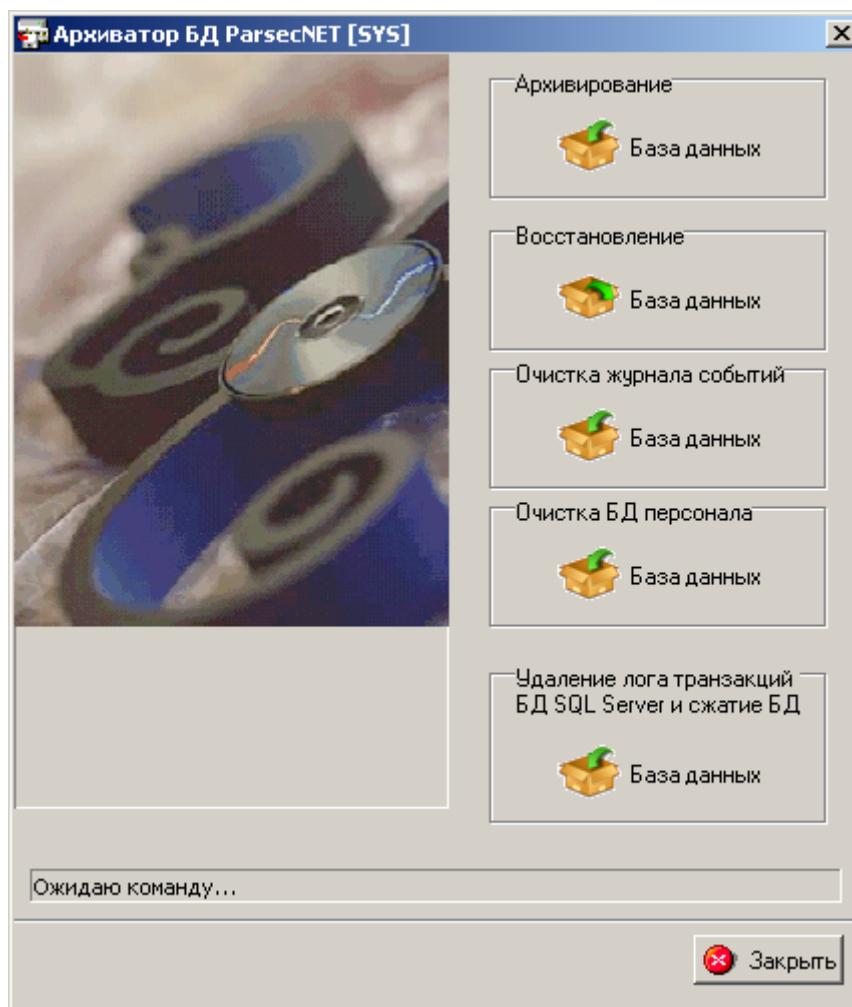 Архиватор БД ParsecNET [SYS]
Архивирование
База данных
Восстановление
База данных
Очистка журнала событий
База данных
Очистка БД персонала
База данных
Удаление лога транзакций
БД SQL Server и сжатие БД
База данных
Ожидаю команду...
Закрыть